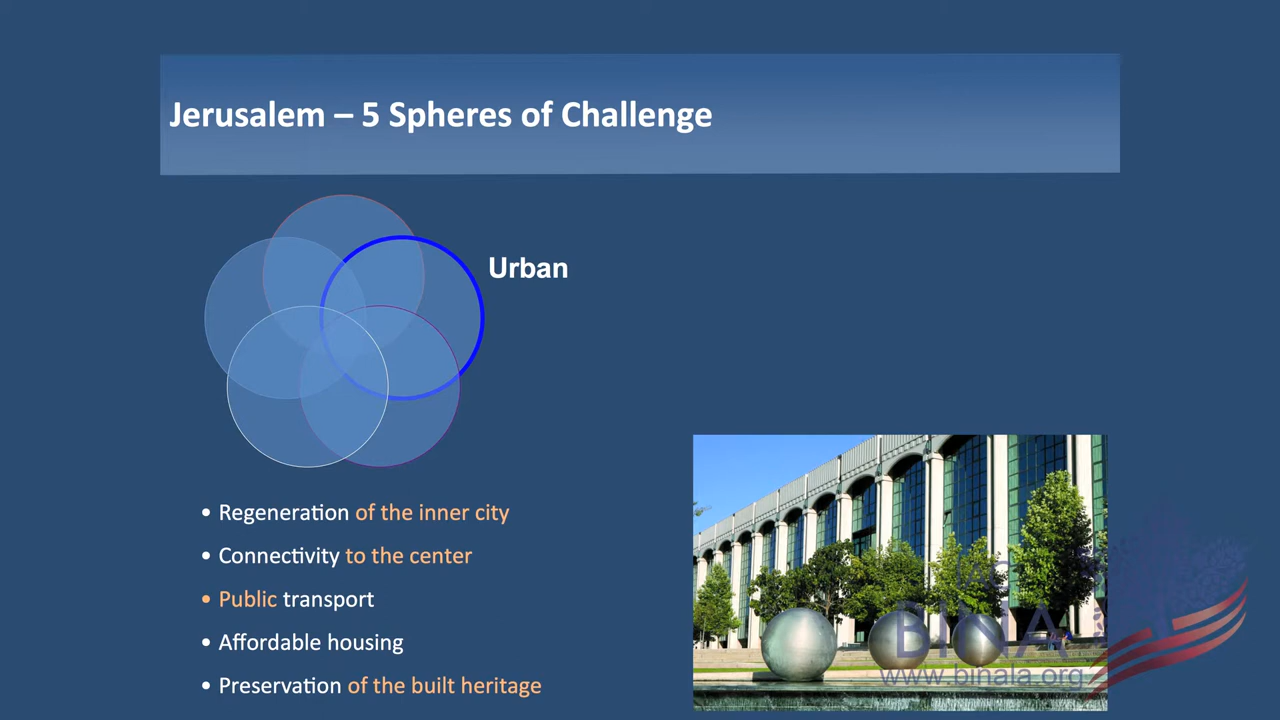 Jerusalem – 5 Spheres of Challenge
Urban
• Regeneration of the inner city
• Connectivity to the center
• Public transport
• Affordable housing
• Preservation of the built heritage
IAC
BINA
www.binala.org